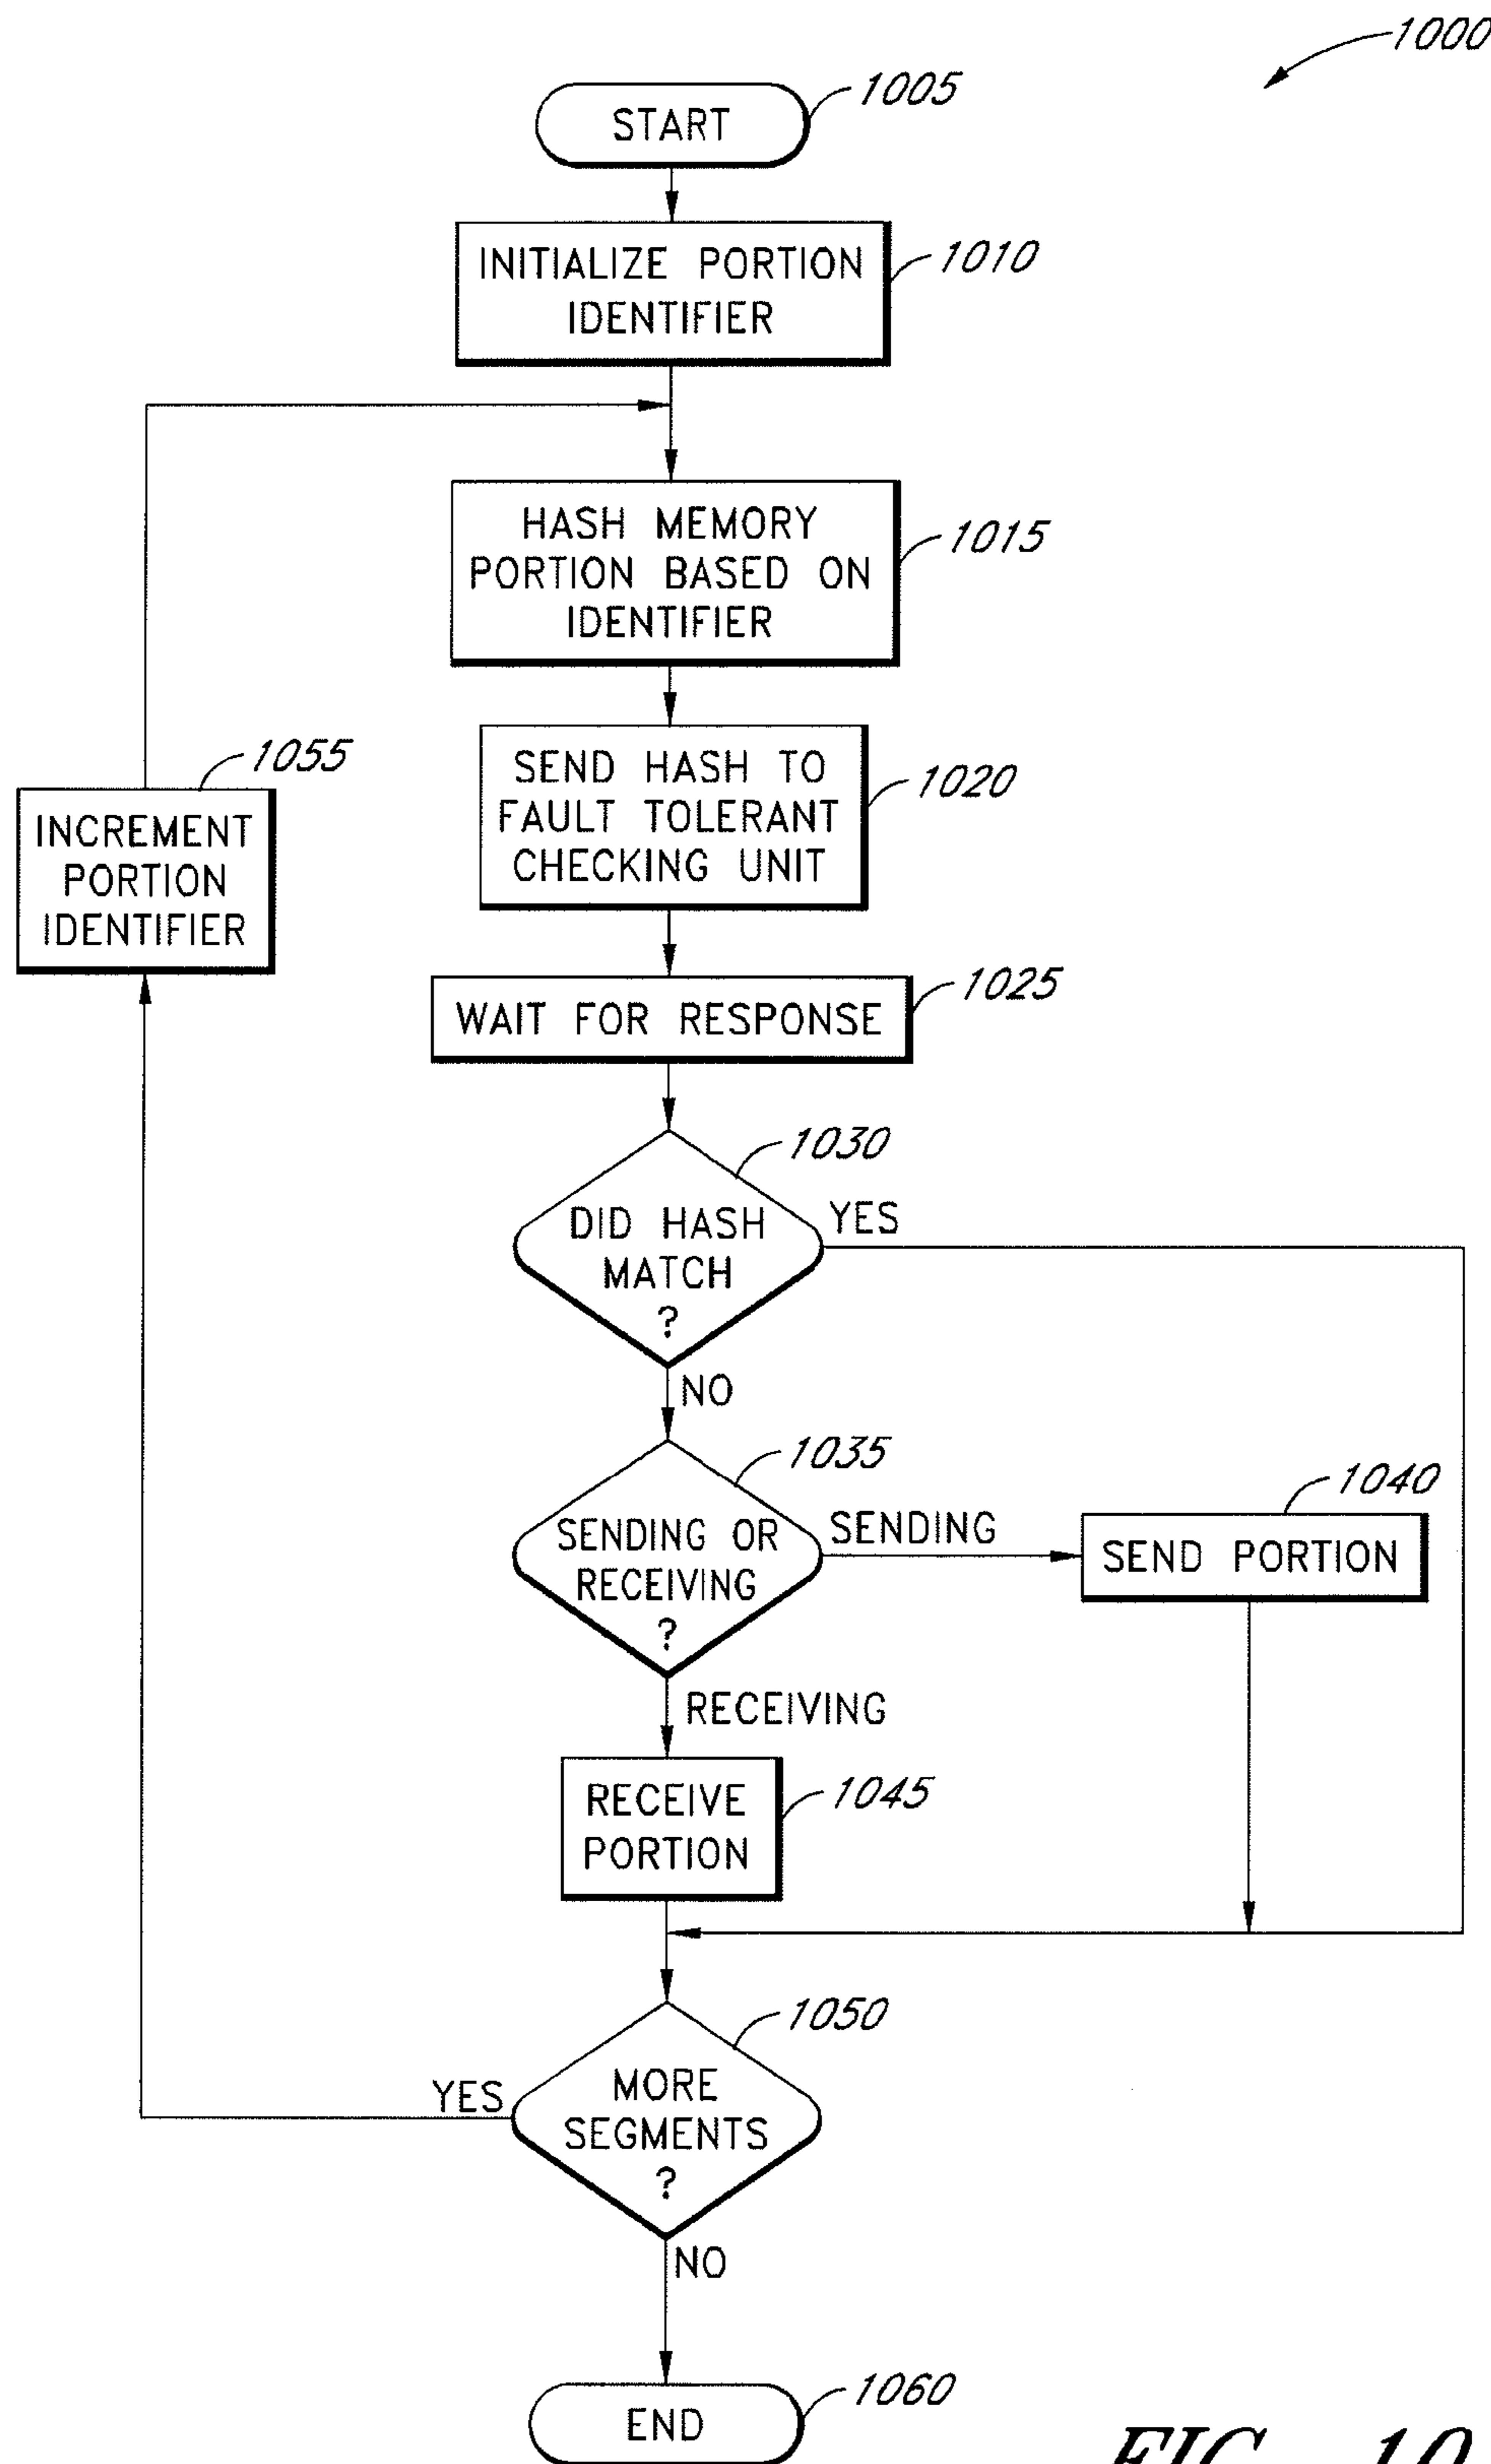 1000
START
1005
INITIALIZE PORTION
IDENTIFIER
1010
HASH MEMORY
PORTION BASED ON
IDENTIFIER
1015
SEND HASH TO
FAULT TOLERANT
CHECKING UNIT
1020
1055
INCREMENT
PORTION
IDENTIFIER
WAIT FOR RESPONSE
1025
1030
DID HASH
MATCH
?
YES
NO
1035
SENDING OR
RECEIVING
?
SENDING
1040
SEND PORTION
RECEIVING
RECEIVE
PORTION
1045
1050
MORE
SEGMENTS
?
YES
NO
END
1060
FIG. 10